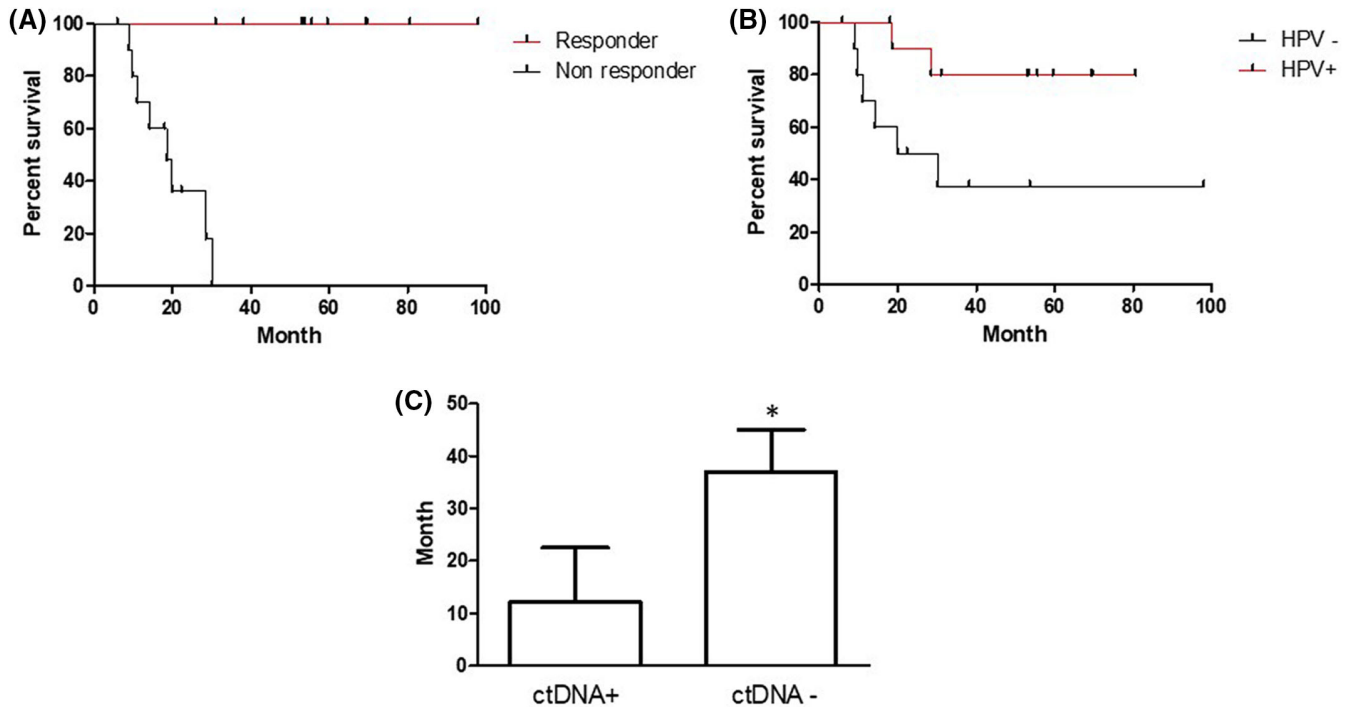 (A)
Percent survival
100
80
60
40
20
0
0 20 40 60 80 100
Month
Responder
Non responder
(B)
Percent survival
100
80
60
40
20
0
0 20 40 60 80 100
Month
HPV -
HPV+
(C)
Month
50
40
30
20
10
0
*
ctDNA+ ctDNA -